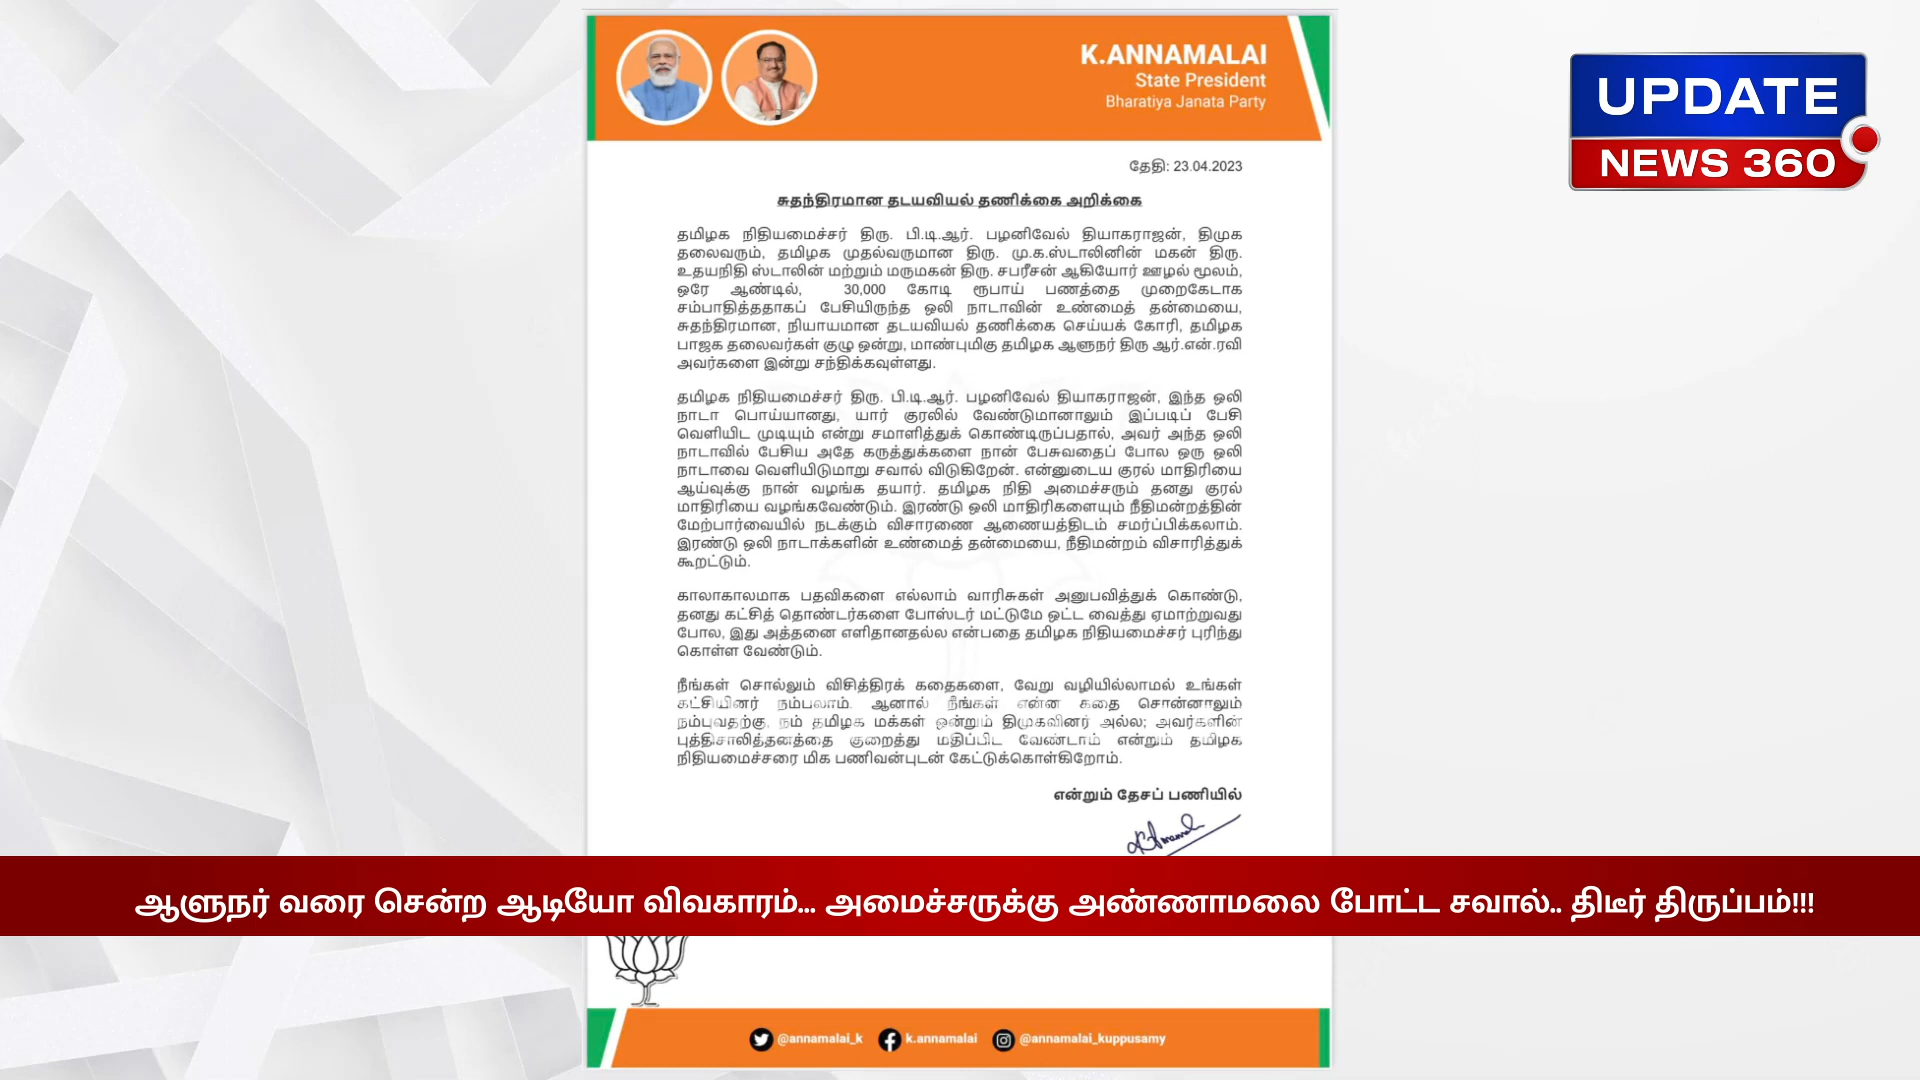 K.ANNAMALAI
State President
Bharatiya Janata Party
UPDATE
NEWS 360
தேதி: 23.04.2023
சுதந்திரமான தடயவியல் தணிக்கை அறிக்கை
தமிழக நிதியமைச்சர் திரு. பி.டி.ஆர். பழனிவேல் தியாகராஜன், திமுக
தலைவரும், தமிழக முதல்வருமான திரு. மு.க.ஸ்டாலினின் மகன் திரு.
உதயநிதி ஸ்டாலின் மற்றும் மருமகன் திரு. சபரீசன் ஆகியோர் ஊழல் மூலம்,
ஒரே ஆண்டில், 30,000 கோடி ரூபாய் பணத்தை முறைகேடாக
சம்பாதித்ததாகப் பேசியிருந்த ஒலி நாடாவின் உண்மைத் தன்மையை,
சுதந்திரமான, நியாயமான தடயவியல் தணிக்கை செய்யக் கோரி, தமிழக
பாஜக தலைவர்கள் குழு ஒன்று, மாண்புமிகு தமிழக ஆளுநர் திரு ஆர்.என்.ரவி
அவர்களை இன்று சந்திக்கவுள்ளது.
தமிழக நிதியமைச்சர் திரு. பி.டி.ஆர். பழனிவேல் தியாகராஜன், இந்த ஒலி
நாடா பொய்யானது, யார் குரலில் வேண்டுமானாலும் இப்படிப் பேசி
வெளியிட முடியும் என்று சமாளித்துக் கொண்டிருப்பதால், அவர் அந்த ஒலி
நாடாவில் பேசிய அதே கருத்துக்களை நான் பேசுவதைப் போல ஒரு ஒலி
நாடாவை வெளியிடுமாறு சவால் விடுகிறேன். என்னுடைய குரல் மாதிரியை
ஆய்வுக்கு நான் வழங்க தயார். தமிழக நிதி அமைச்சரும் தனது குரல்
மாதிரியை வழங்கவேண்டும். இரண்டு ஒலி மாதிரிகளையும் நீதிமன்றத்தின்
மேற்பார்வையில் நடக்கும் விசாரணை ஆணையத்திடம் சமர்ப்பிக்கலாம்.
இரண்டு ஒலி நாடாக்களின் உண்மைத் தன்மையை, நீதிமன்றம் விசாரித்துக்
கூறட்டும்.
காலாகாலமாக பதவிகளை எல்லாம் வாரிசுகள் அனுபவித்துக் கொண்டு,
தனது கட்சித் தொண்டர்களை போஸ்டர் மட்டுமே ஒட்ட வைத்து ஏமாற்றுவது
போல, இது அத்தனை எளிதானதல்ல என்பதை தமிழக நிதியமைச்சர் புரிந்து
கொள்ள வேண்டும்.
நீங்கள் சொல்லும் விசித்திரக் கதைகளை, வேறு வழியில்லாமல் உங்கள்
கட்சியினர் நம்பலாம். ஆனால் நீங்கள் என்ன கதை சொன்னாலும்
நம்புவதற்கு, நம் தமிழக மக்கள் ஒன்றும் திமுகவினர் அல்ல; அவர்களின்
புத்திசாலித்தனத்தை குறைத்து மதிப்பிட வேண்டாம் என்றும் தமிழக
நிதியமைச்சரை மிக பணிவன்புடன் கேட்டுக்கொள்கிறோம்.
என்றும் தேசப் பணியில்
ஆளுநர் வரை சென்ற ஆடியோ விவகாரம்... அமைச்சருக்கு அண்ணாமலை போட்ட சவால்.. திடீர் திருப்பம்!!!
@annamalai_k k.annamalai @annamalai_kuppusamy